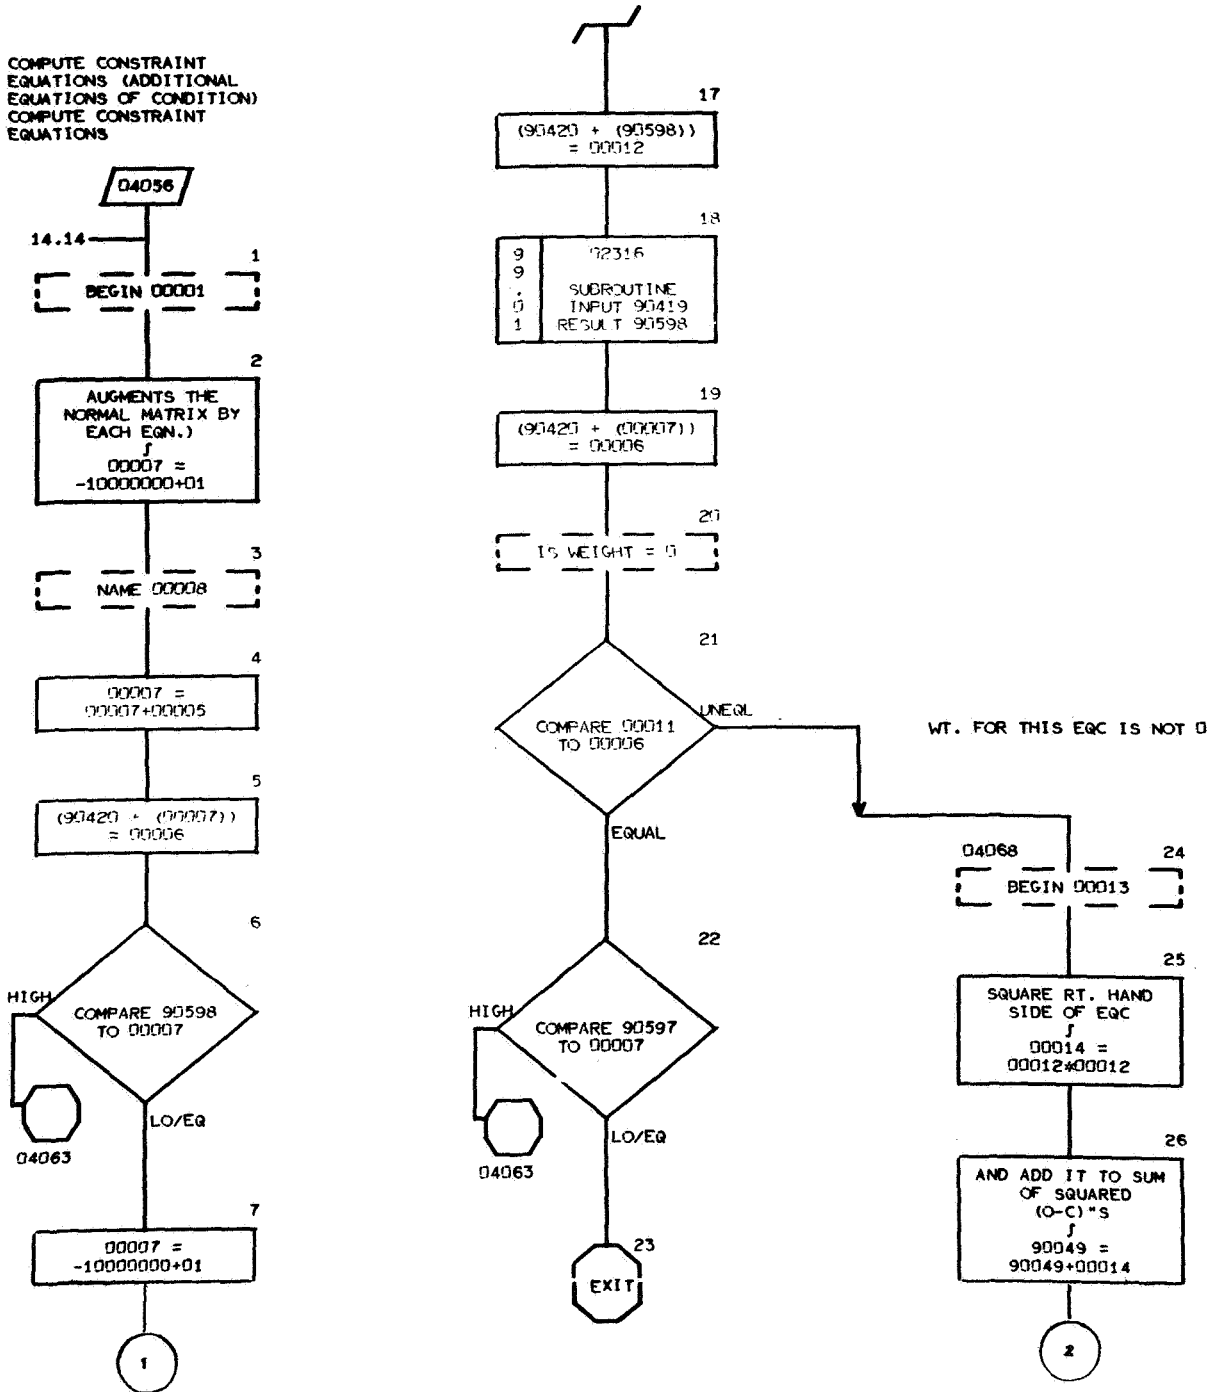 COMPUTE CONSTRAINT
EQUATIONS (ADDITIONAL
EQUATIONS OF CONDITION)
COMPUTE CONSTRAINT
EQUATIONS
04056
14.14
1
BEGIN 00001
2
AUGMENTS THE
NORMAL MATRIX BY
EACH EQN.)
∫
00007 =
-10000000+01
3
NAME 00008
4
00007 =
00007+00005
5
(90420 + (00007))
= 00006
6
HIGH
COMPARE 90598
TO 00007
LO/EQ
04063
7
00007 =
-10000000+01
1
17
(90420 + (90598))
= 00012
18
9
9
.
0
1
02316
SUBROUTINE
INPUT 90419
RESULT 90598
19
(90420 + (00007))
= 00006
20
IS WEIGHT = 0
21
COMPARE 00011
TO 00006
UNEQL
EQUAL
22
HIGH
COMPARE 90597
TO 00007
LO/EQ
04063
23
EXIT
WT. FOR THIS EQC IS NOT 0
04068
24
BEGIN 00013
25
SQUARE RT. HAND
SIDE OF EQC
∫
00014 =
00012*00012
26
AND ADD IT TO SUM
OF SQUARED
(O-C)"S
∫
90049 =
90049+00014
2